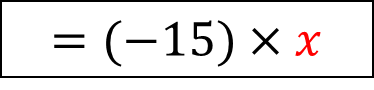 = (−15) × x